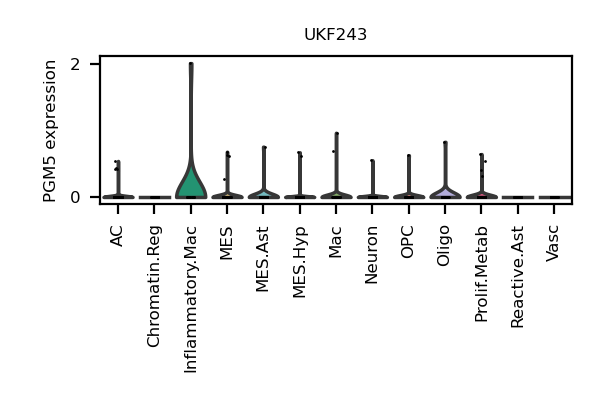 UKF243
PGM5 expression
2
0
AC
Chromatin.Reg
Inflammatory.Mac
MES
MES.Ast
MES.Hyp
Mac
Neuron
OPC
Oligo
Prolif.Metab
Reactive.Ast
Vasc